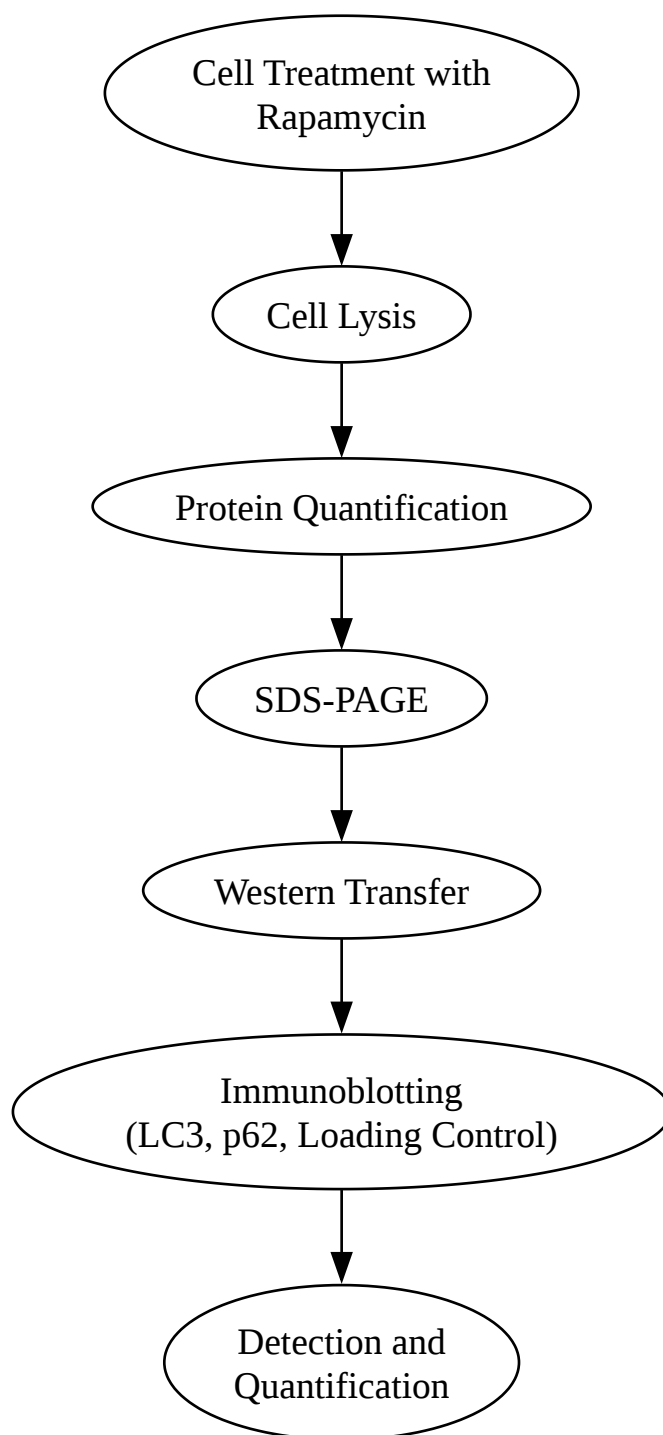 Cell Treatment with
Rapamycin
Cell Lysis
Protein Quantification
SDS-PAGE
Western Transfer
Immunoblotting
(LC3, p62, Loading Control)
Detection and
Quantification